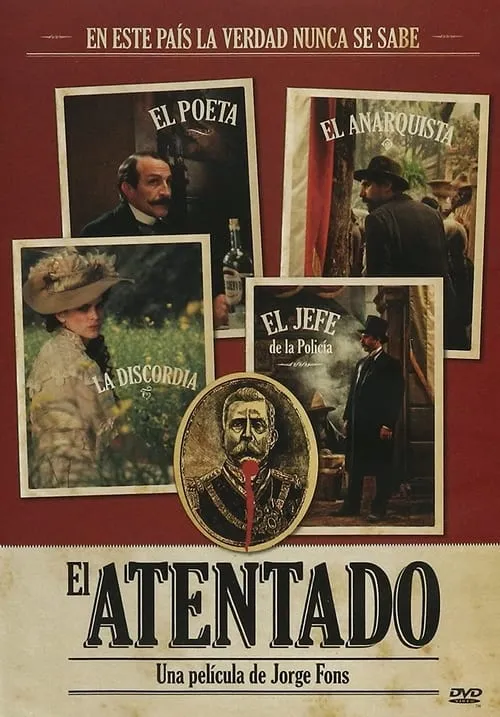 EN ESTE PAÍS LA VERDAD NUNCA SE SABE
EL POETA
EL ANARQUISTA
LA DISCORDIA
EL JEFE
de la Policía
El ATENTADO
Una película de Jorge Fons
DVD
VIDEO